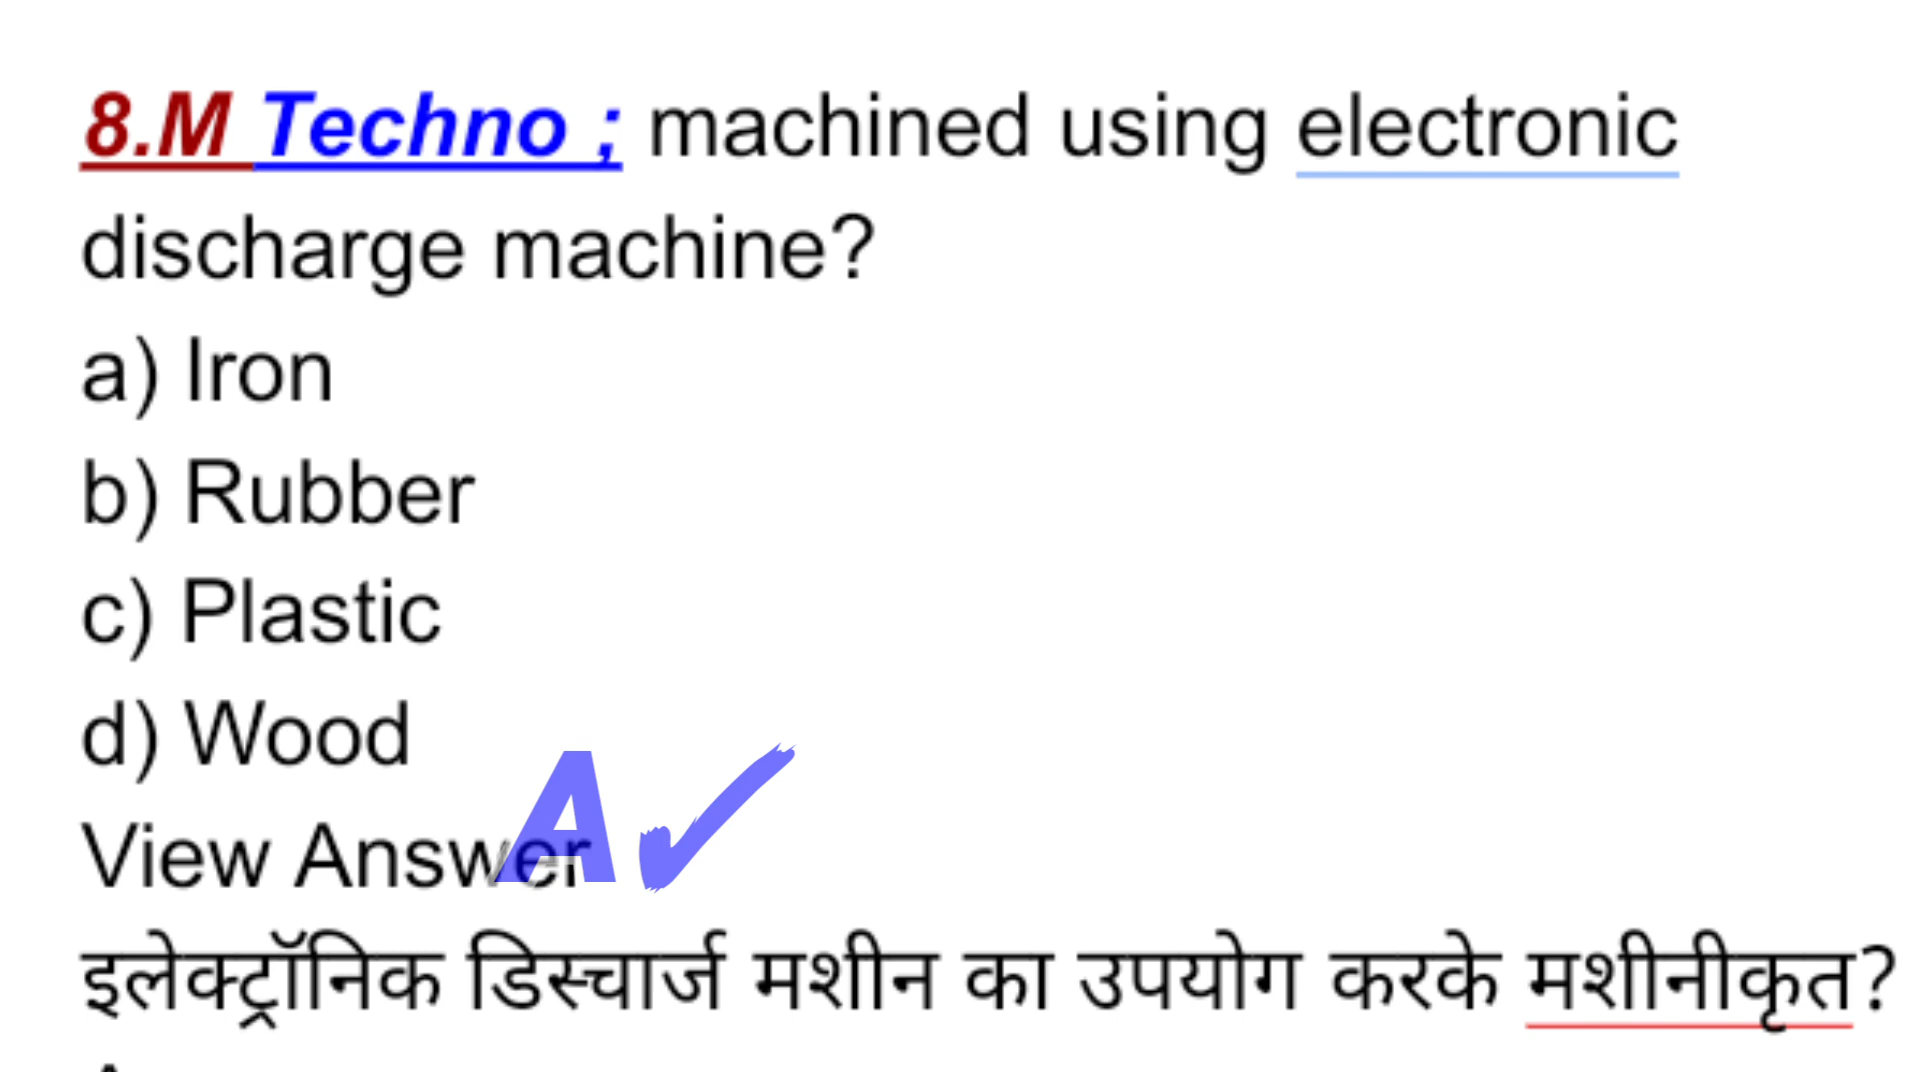 8.M Techno ; machined using electronic
discharge machine?
a) Iron
b) Rubber
c) Plastic
d) Wood
View Answer
A✓
इलेक्ट्रॉनिक डिस्चार्ज मशीन का उपयोग करके मशीनीकृत?